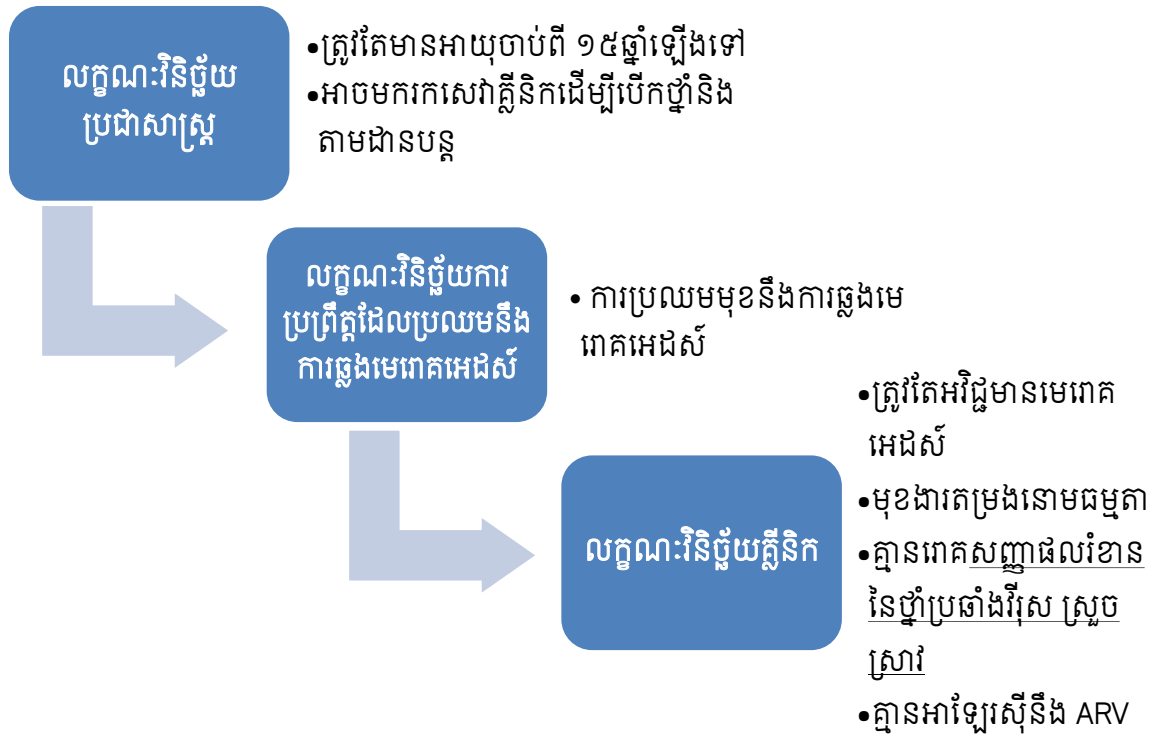 លក្ខណៈវិនិច្ឆ័យ
ប្រជាសាស្ត្រ
•ត្រូវតែមានអាយុចាប់ពី ១៥ឆ្នាំឡើងទៅ
•អាចមករកសេវាគ្លីនិកដើម្បីបើកថ្នាំនិង
តាមដានបន្ត
លក្ខណៈវិនិច្ឆ័យការ
ប្រព្រឹត្តដែលប្រឈមនឹង
ការឆ្លងមេរោគអេដស៍
• ការប្រឈមមុខនឹងការឆ្លងមេ
រោគអេដស៍
លក្ខណៈវិនិច្ឆ័យគ្លីនិក
•ត្រូវតែអវិជ្ជមានមេរោគ
អេដស៍
•មុខងារតម្រងនោមធម្មតា
•គ្មានរោគសញ្ញាផលរំខាន
នៃថ្នាំប្រឆាំងវីរុស ស្រួច
ស្រាវ
•គ្មានអាឡែរស៊ីនឹង ARV